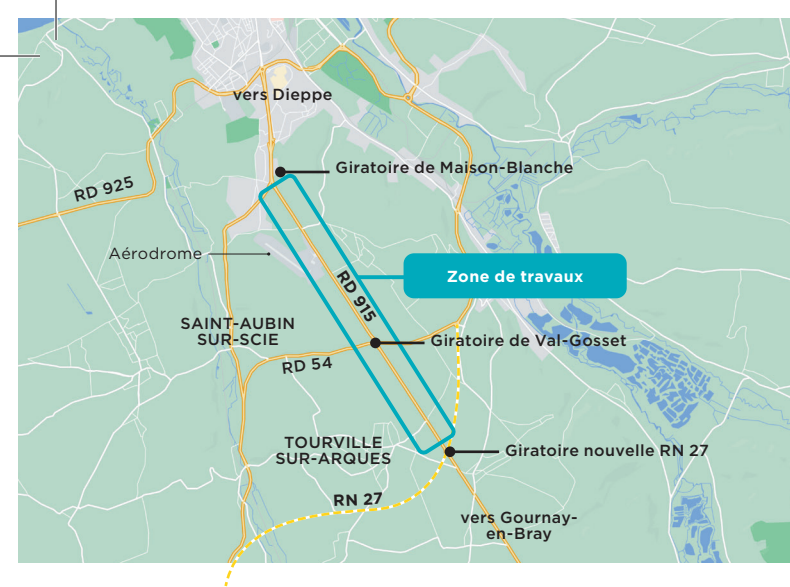 vers Dieppe
Giratoire de Maison-Blanche
RD 925
Aérodrome
Zone de travaux
RD 915
SAINT-AUBIN
SUR-SCIE
Giratoire de Val-Gosset
RD 54
TOURVILLE
SUR-ARQUES
Giratoire nouvelle RN 27
RN 27
vers Gournay-
en-Bray